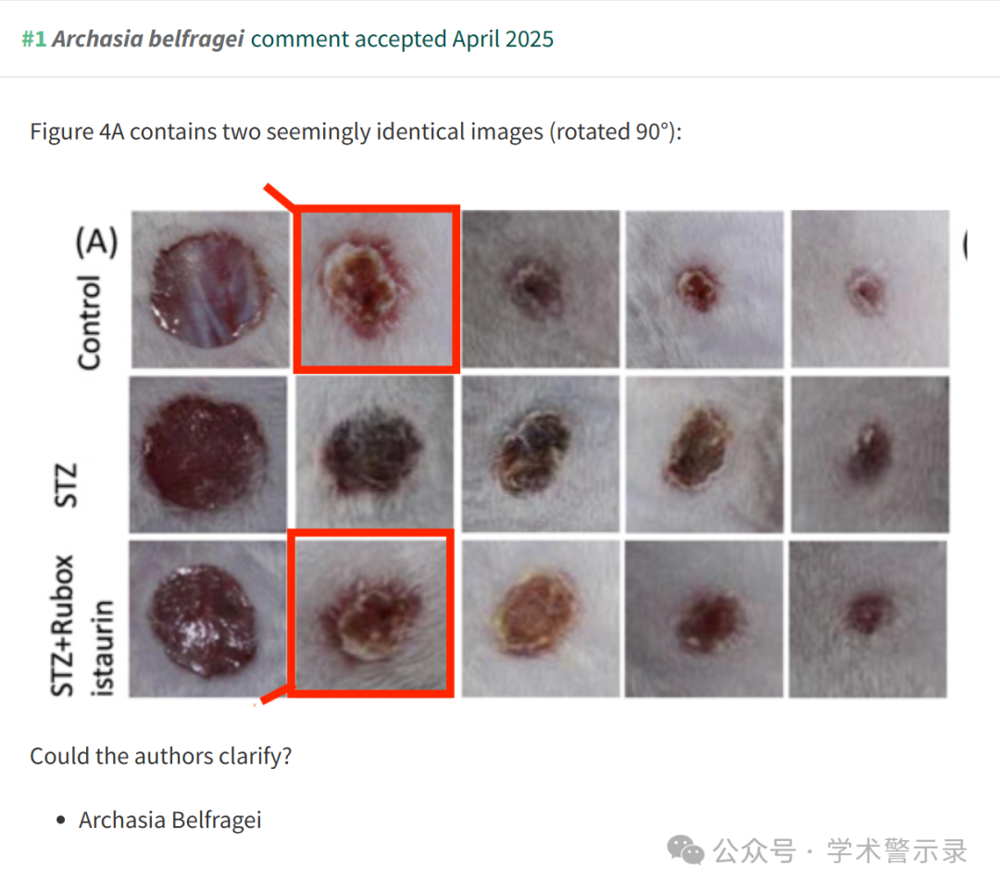 #1 Archasia belfragei comment accepted April 2025
Figure 4A contains two seemingly identical images (rotated 90°):
(A)
Control
STZ
STZ+Rubox
istaurin
Could the authors clarify?
• Archasia Belfragei
公众号 · 学术警示录